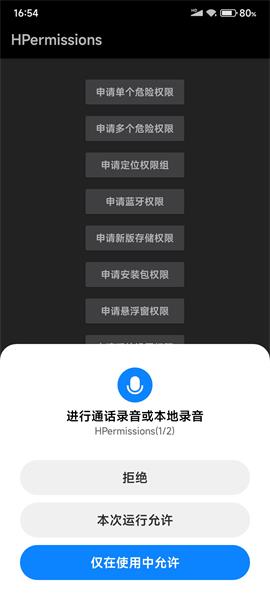 16:54
80%
HPermissions
申请单个危险权限
申请多个危险权限
申请定位权限组
申请蓝牙权限
申请新版存储权限
申请安装包权限
申请悬浮窗权限
进行通话录音或本地录音
HPermissions(1/2)
拒绝
本次运行允许
仅在使用中允许